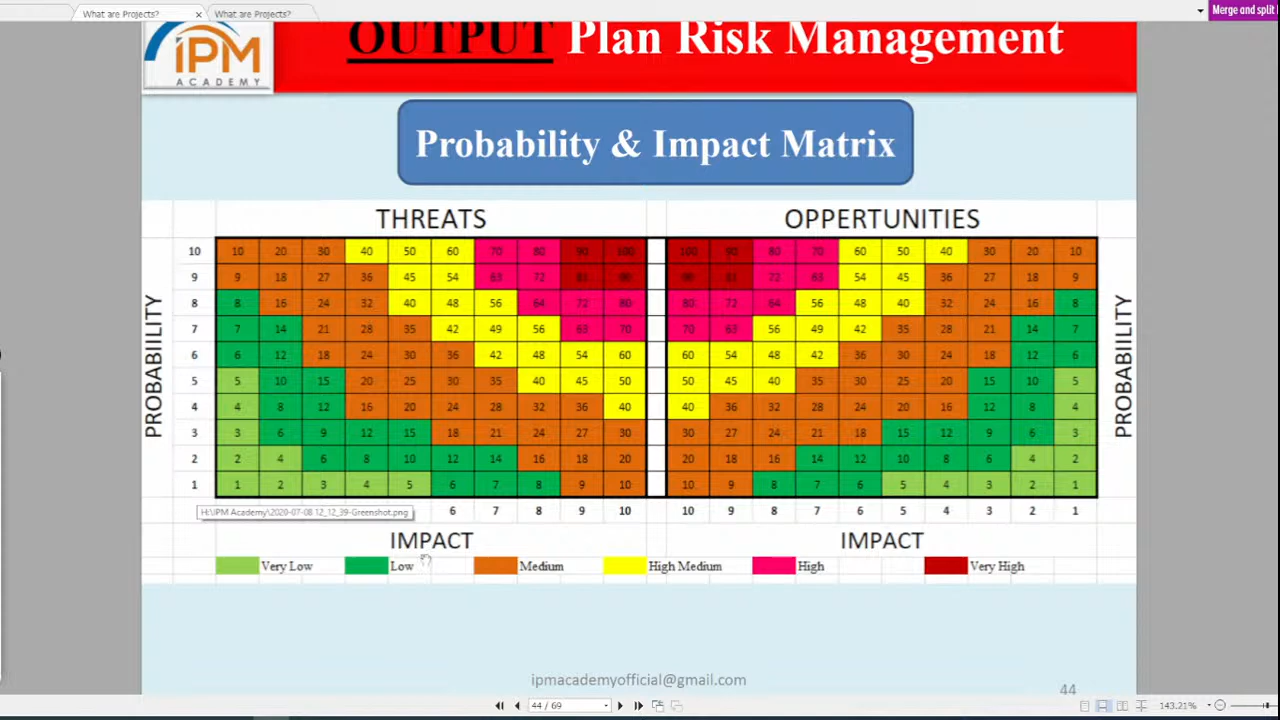 What are Projects? × What are Projects?
Merge and split
iPM
ACADEMY
OUTPUT Plan Risk Management
Probability & Impact Matrix
THREATS OPPERTUNITIES
PROBABIILITY
PROBABIILITY
10 10 20 30 40 50 60 70 80 90 100 100 90 80 70 60 50 40 30 20 10
9 9 18 27 36 45 54 63 72 81 90 90 81 72 63 54 45 36 27 18 9
8 8 16 24 32 40 48 56 64 72 80 80 72 64 56 48 40 32 24 16 8
7 7 14 21 28 35 42 49 56 63 70 70 63 56 49 42 35 28 21 14 7
6 6 12 18 24 30 36 42 48 54 60 60 54 48 42 36 30 24 18 12 6
5 5 10 15 20 25 30 35 40 45 50 50 45 40 35 30 25 20 15 10 5
4 4 8 12 16 20 24 28 32 36 40 40 36 32 28 24 20 16 12 8 4
3 3 6 9 12 15 18 21 24 27 30 30 27 24 21 18 15 12 9 6 3
2 2 4 6 8 10 12 14 16 18 20 20 18 16 14 12 10 8 6 4 2
1 1 2 3 4 5 6 7 8 9 10 10 9 8 7 6 5 4 3 2 1
H:\IPM Academy\2020-07-08 12_12_39-Greenshot.png 6 7 8 9 10 10 9 8 7 6 5 4 3 2 1
IMPACT IMPACT
Very Low Low Medium High Medium High Very High
ipmacademyofficial@gmail.com 44
44 / 69 143.21%